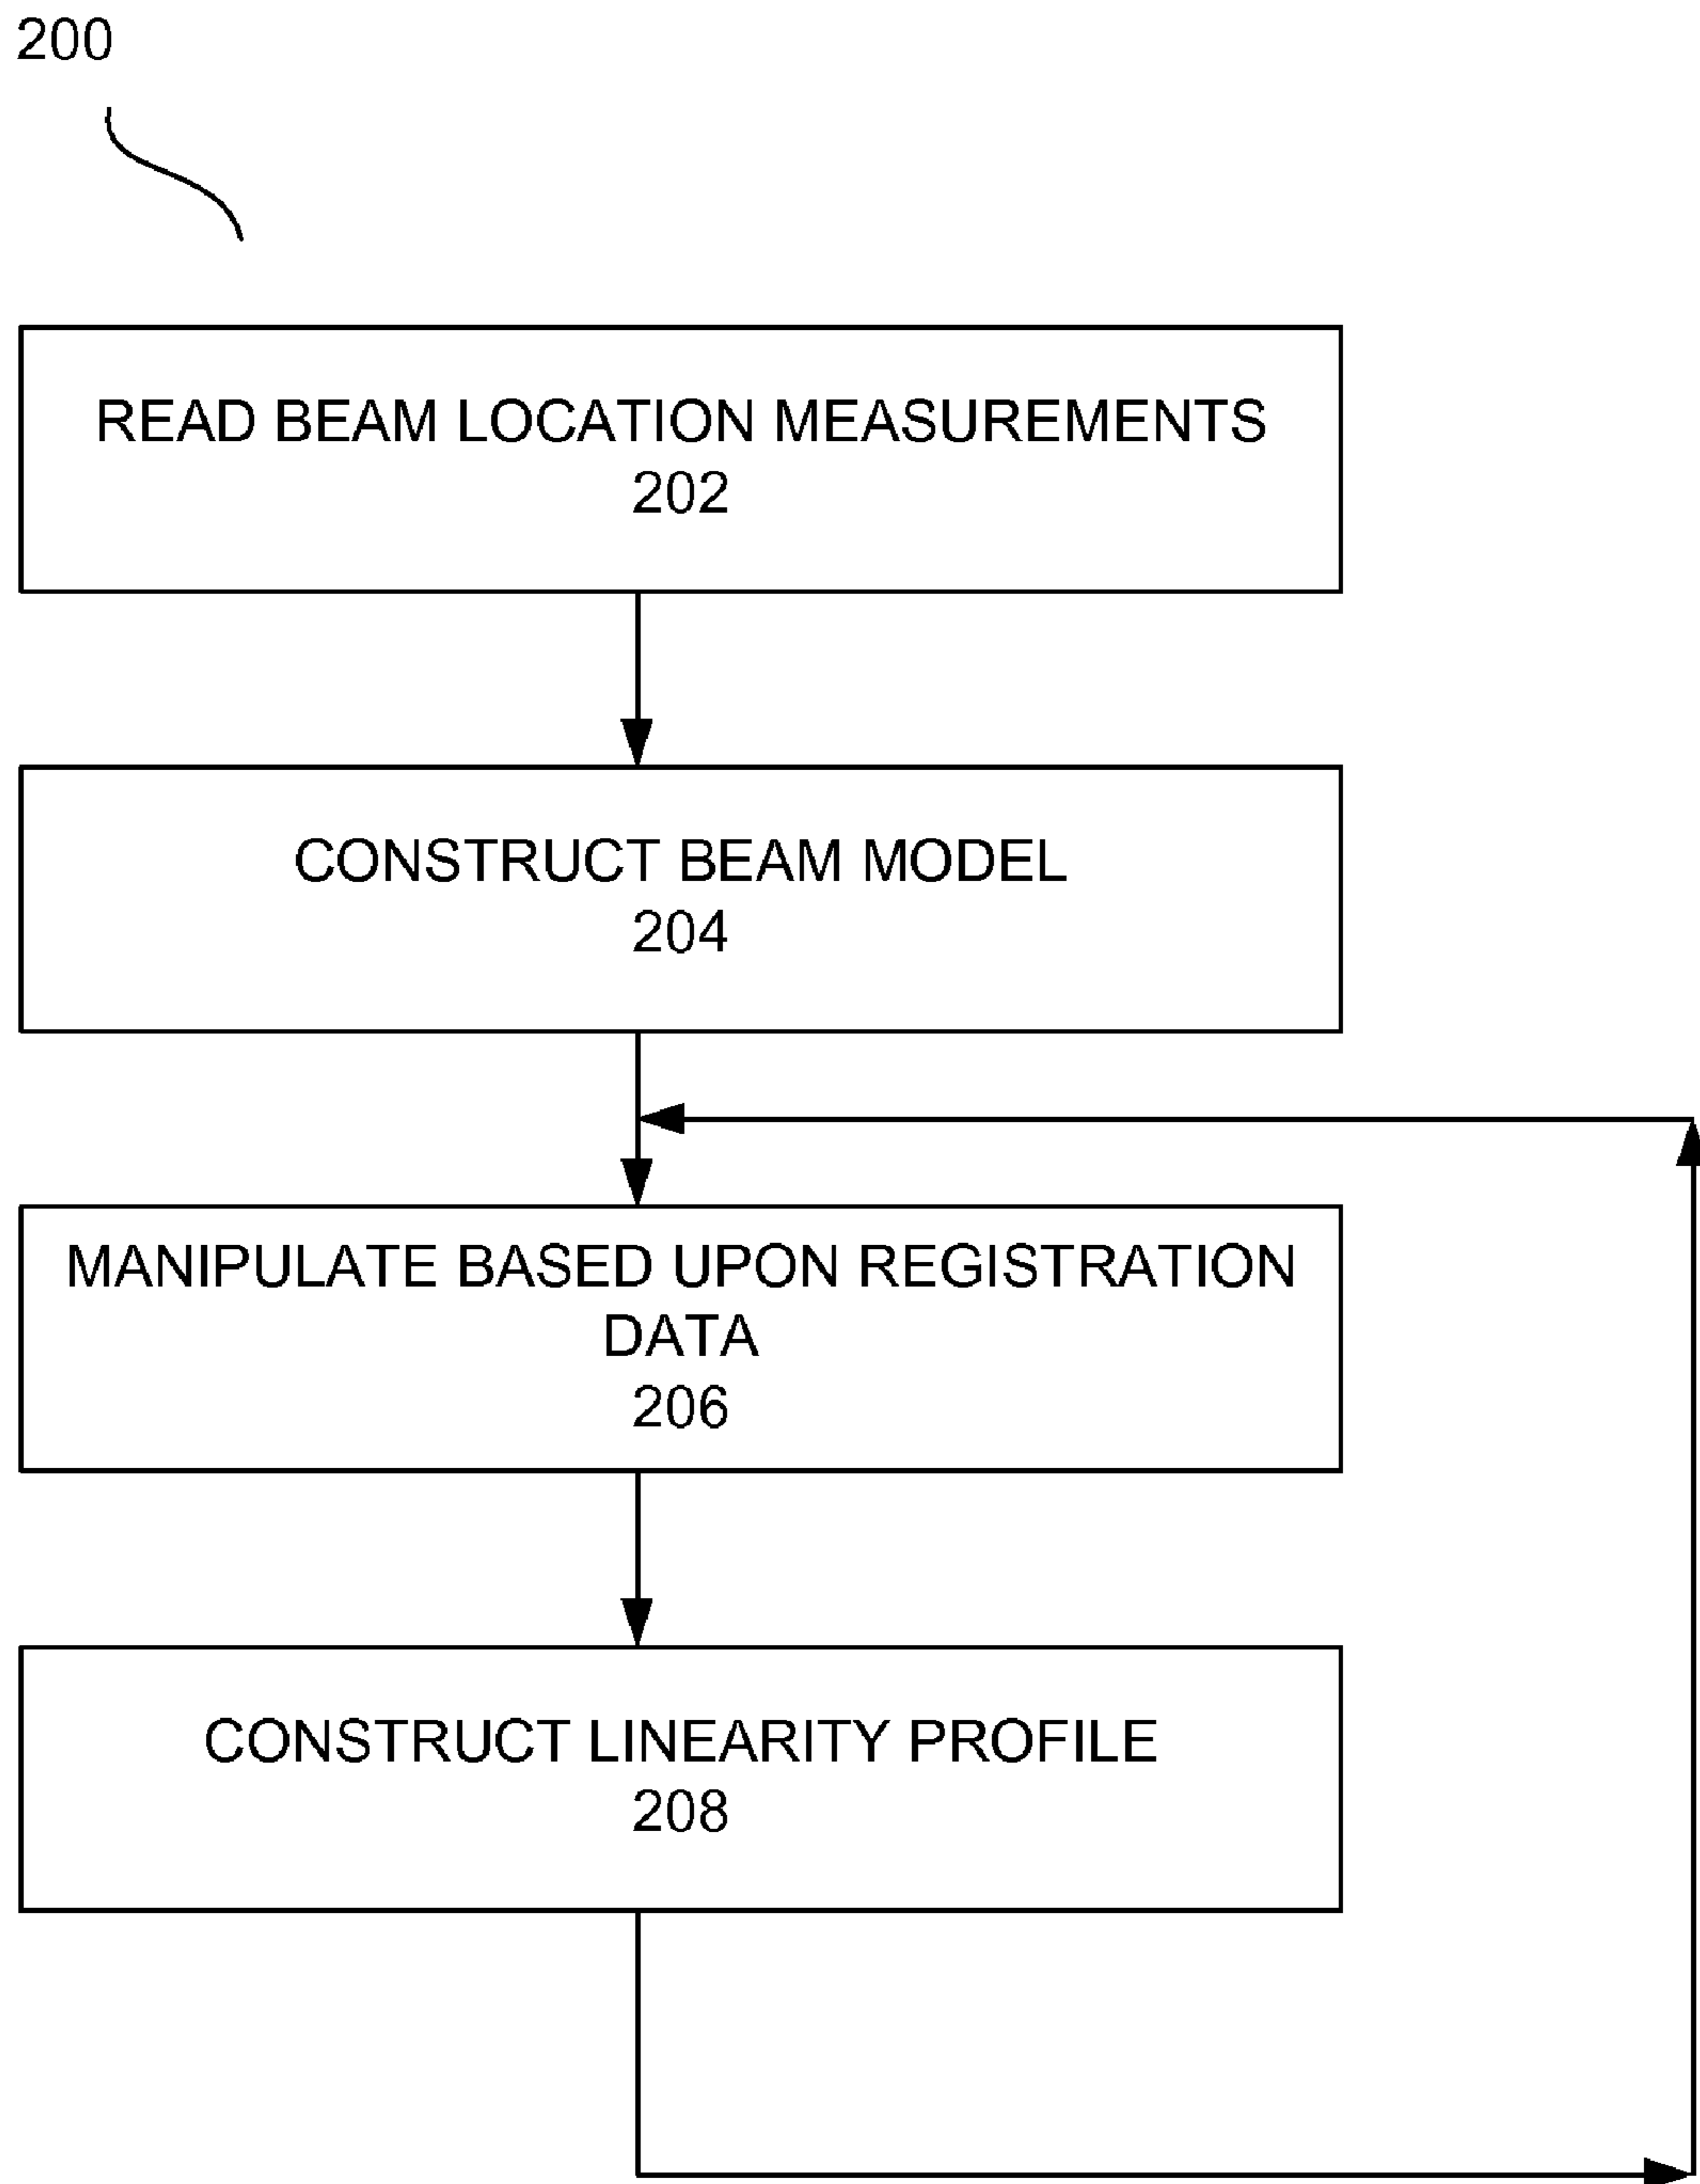 200
READ BEAM LOCATION MEASUREMENTS
202
CONSTRUCT BEAM MODEL
204
MANIPULATE BASED UPON REGISTRATION
DATA
206
CONSTRUCT LINEARITY PROFILE
208